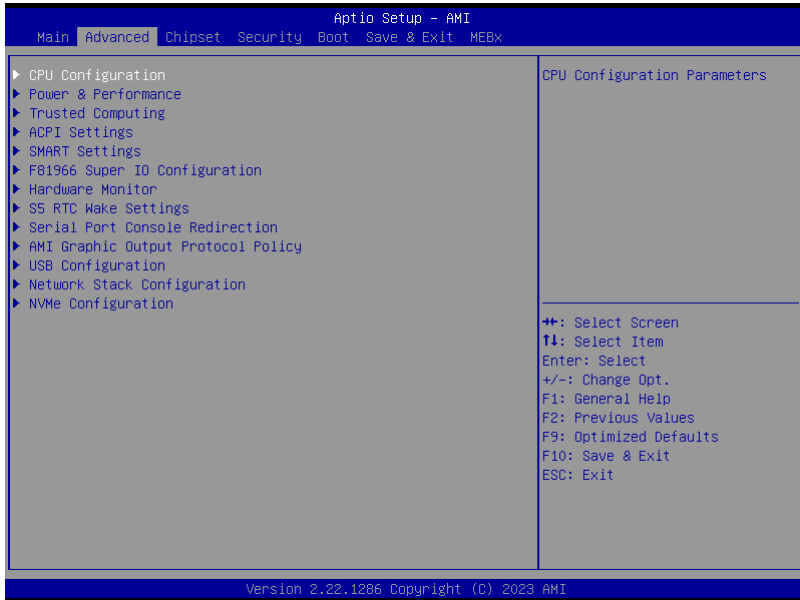 Aptio Setup – AMI
Main Advanced Chipset Security Boot Save & Exit MEBx
CPU Configuration
Power & Performance
Trusted Computing
ACPI Settings
SMART Settings
F81966 Super IO Configuration
Hardware Monitor
S5 RTC Wake Settings
Serial Port Console Redirection
AMI Graphic Output Protocol Policy
USB Configuration
Network Stack Configuration
NVMe Configuration
CPU Configuration Parameters
→←: Select Screen
↑↓: Select Item
Enter: Select
+/-: Change Opt.
F1: General Help
F2: Previous Values
F9: Optimized Defaults
F10: Save & Exit
ESC: Exit
Version 2.22.1286 Copyright (C) 2023 AMI